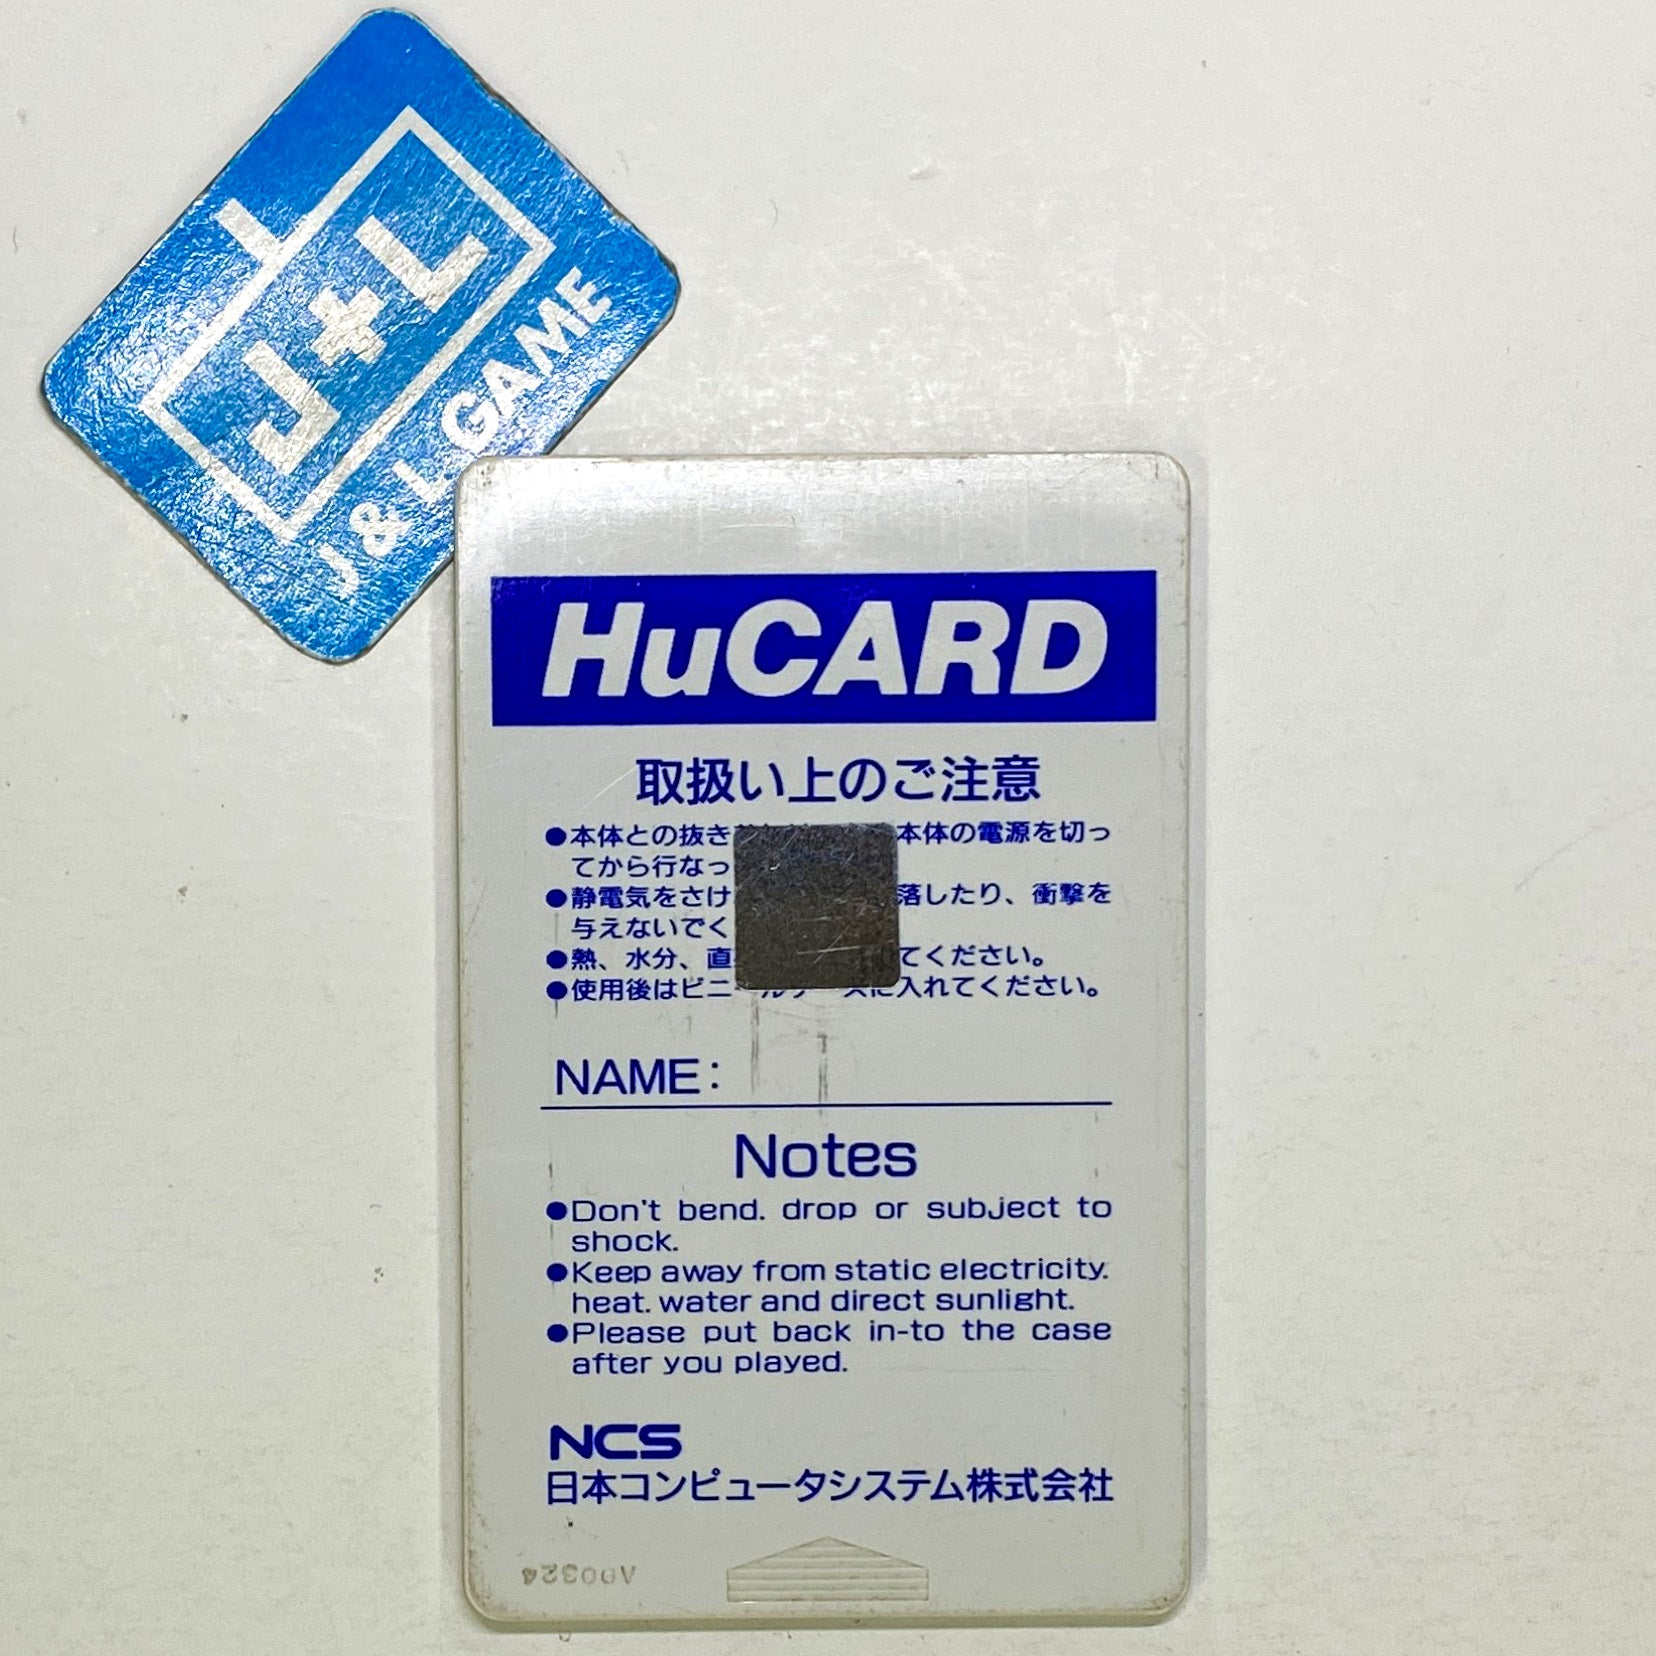 J+L
J & L GAME
HuCARD
取扱い上のご注意
●本体との抜き 本体の電源を切っ
てから行なっ
●静電気をさけ 落したり、衝撃を
与えないでく
●熱、水分、直 てください。
●使用後はビニールケースに入れてください。
NAME:
Notes
●Don't bend. drop or subject to
shock.
●Keep away from static electricity.
heat. water and direct sunlight.
●Please put back in-to the case
after you played.
NCS
日本コンピュータシステム株式会社